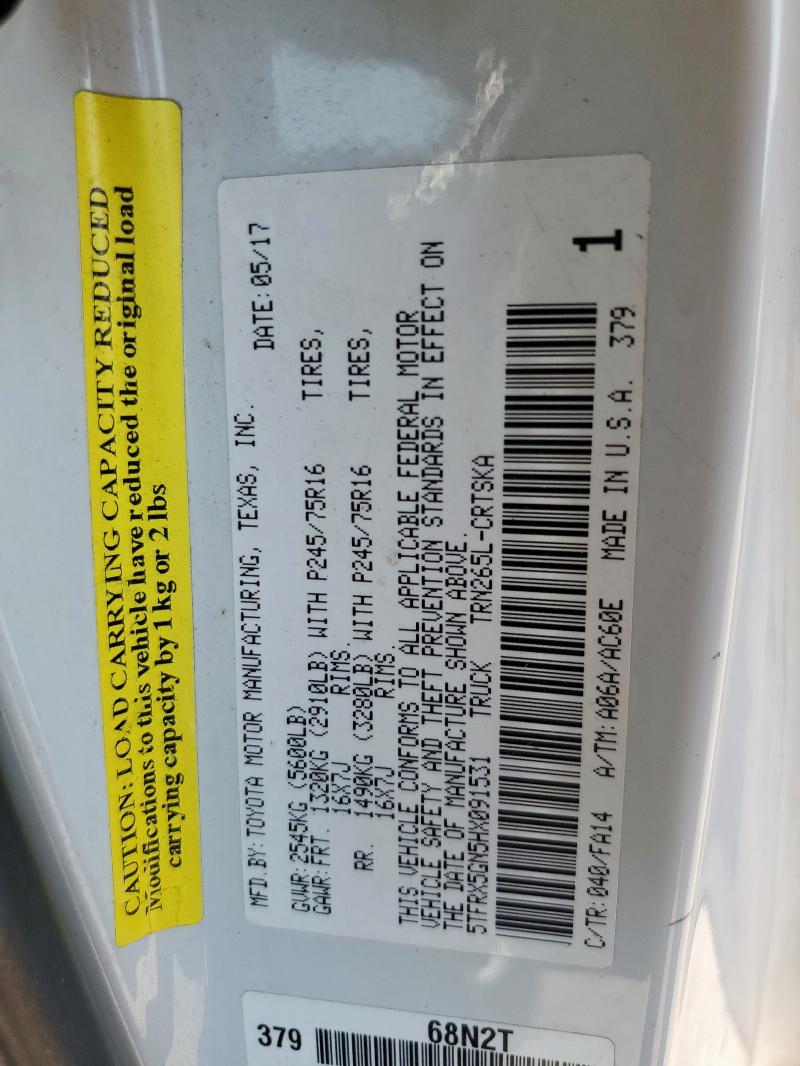 CAUTION: LOAD CARRYING CAPACITY REDUCED
Modifications to this vehicle have reduced the original load
carrying capacity by 1 kg or 2 lbs
MFD. BY: TOYOTA MOTOR MANUFACTURING, TEXAS, INC. DATE: 05/17
GVWR: 2545KG (5600LB)
GAWR: FRT. 1320KG (2910LB) WITH P245/75R16 TIRES,
16X7J RIMS.
RR. 1490KG (3280LB) WITH P245/75R16 TIRES,
16X7J RIMS.
THIS VEHICLE CONFORMS TO ALL APPLICABLE FEDERAL MOTOR
VEHICLE SAFETY AND THEFT PREVENTION STANDARDS IN EFFECT ON
THE DATE OF MANUFACTURE SHOWN ABOVE.
5TFRX5GN5HX091531 TRUCK TRN265L-CRTSKA
1
C/TR: 040/FA14 A/TM: A06A/AC60E MADE IN U.S.A. 379
379 68N2T